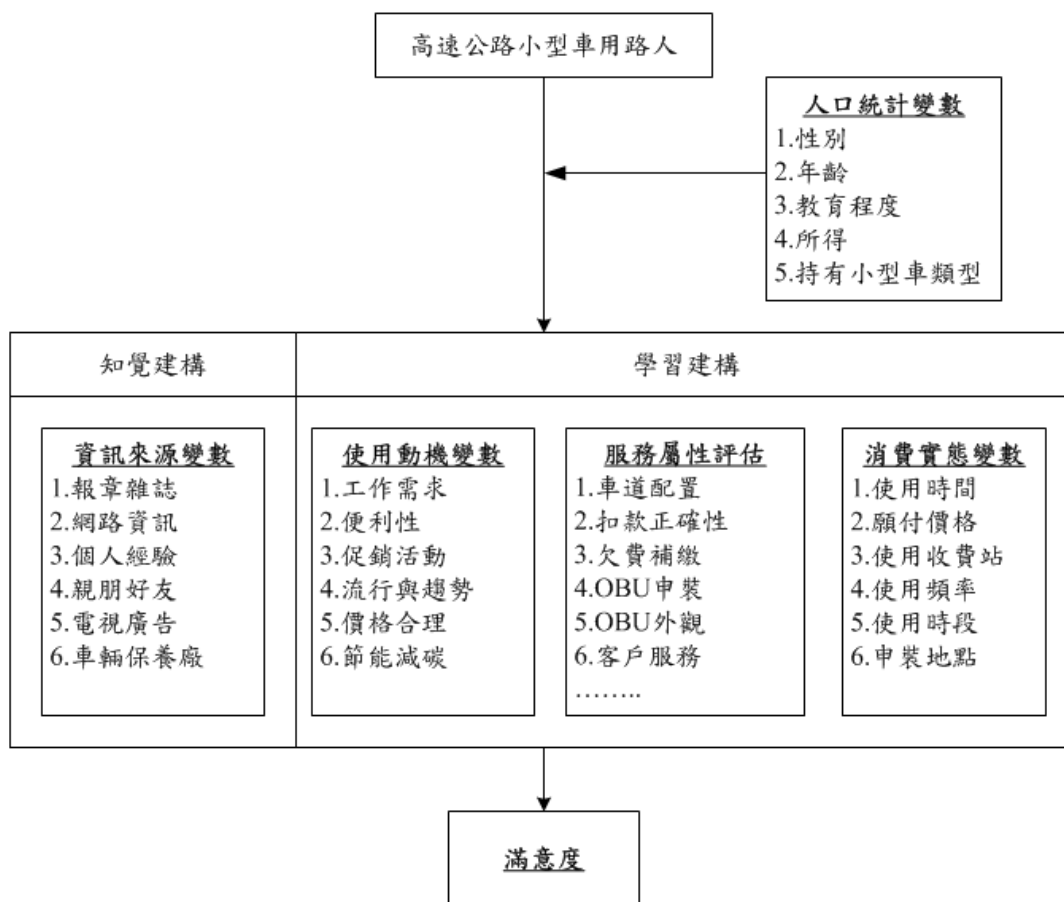 高速公路小型車用路人
人口統計變數
1.性別
2.年齡
3.教育程度
4.所得
5.持有小型車類型
知覺建構
學習建構
資訊來源變數
1.報章雜誌
2.網路資訊
3.個人經驗
4.親朋好友
5.電視廣告
6.車輛保養廠
使用動機變數
1.工作需求
2.便利性
3.促銷活動
4.流行與趨勢
5.價格合理
6.節能減碳
服務屬性評估
1.車道配置
2.扣款正確性
3.欠費補繳
4.OBU申裝
5.OBU外觀
6.客戶服務
……..
消費實態變數
1.使用時間
2.願付價格
3.使用收費站
4.使用頻率
5.使用時段
6.申裝地點
滿意度